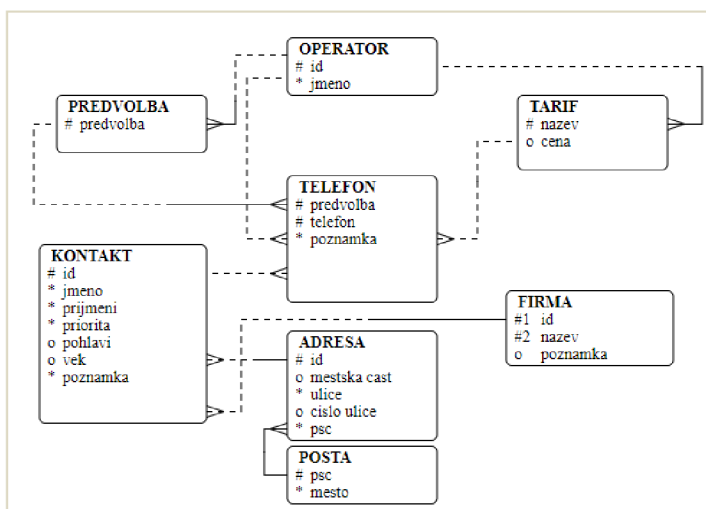 OPERATOR
# id
* jmeno
PREDVOLBA
# predvolba
TARIF
# nazev
o cena
TELEFON
# predvolba
# telefon
* poznamka
KONTAKT
# id
* jmeno
* prijmeni
* priorita
o pohlavi
o vek
* poznamka
FIRMA
#1 id
#2 nazev
o poznamka
ADRESA
# id
o mestska cast
* ulice
o cislo ulice
* psc
POSTA
# psc
* mesto